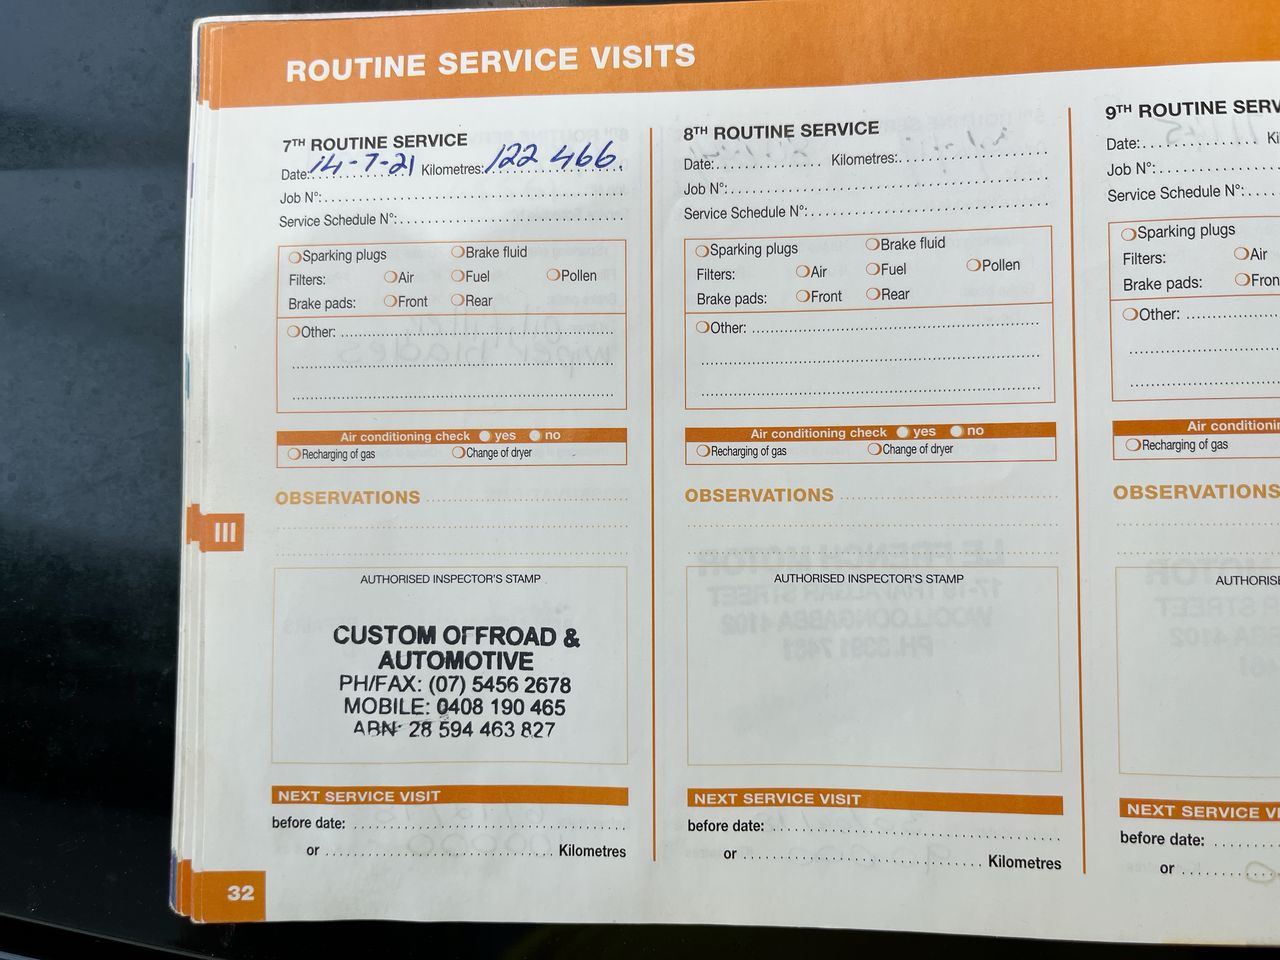 ROUTINE SERVICE VISITS
7TH ROUTINE SERVICE
Date: 14-7-21 Kilometres: 122 466.
Job N°:
Service Schedule N°:
Sparking plugs Brake fluid
Filters: Air Fuel Pollen
Brake pads: Front Rear
Other:
Air conditioning check yes no
Recharging of gas Change of dryer
OBSERVATIONS
AUTHORISED INSPECTOR'S STAMP
CUSTOM OFFROAD &
AUTOMOTIVE
PH/FAX: (07) 5456 2678
MOBILE: 0408 190 465
ABN: 28 594 463 827
NEXT SERVICE VISIT
before date:
or Kilometres
8TH ROUTINE SERVICE
Date: Kilometres:
Job N°:
Service Schedule N°:
Sparking plugs Brake fluid
Filters: Air Fuel Pollen
Brake pads: Front Rear
Other:
Air conditioning check yes no
Recharging of gas Change of dryer
OBSERVATIONS
AUTHORISED INSPECTOR'S STAMP
NEXT SERVICE VISIT
before date:
or Kilometres
9TH ROUTINE SERV
Date: Ki
Job N°:
Service Schedule N°:
Sparking plugs
Filters: Air
Brake pads: Fron
Other:
Air conditionin
Recharging of gas
OBSERVATIONS
AUTHORISE
NEXT SERVICE V
before date:
or
III
32